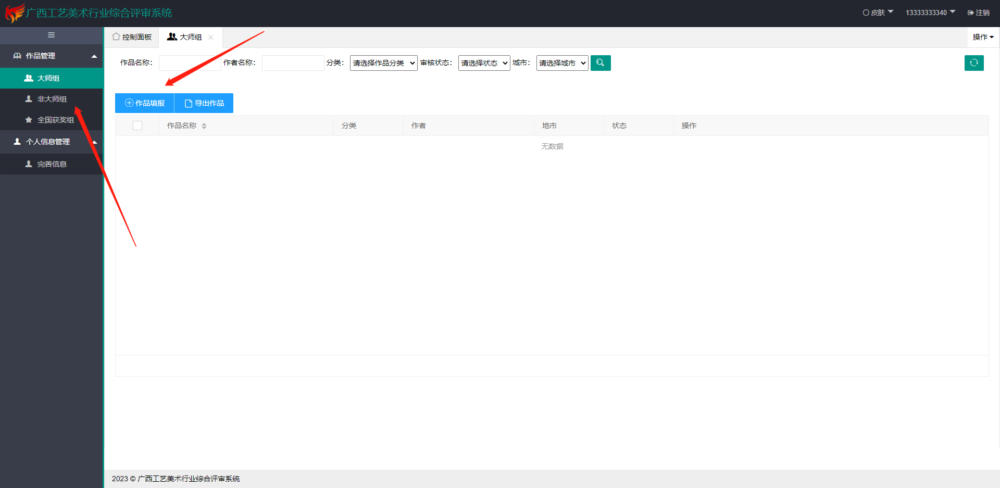 广西工艺美术行业综合评审系统
皮肤
13333333340
注销
作品管理
大师组
非大师组
全国获奖组
个人信息管理
完善信息
控制面板
大师组
操作
作品名称:
作者名称:
分类:
请选择作品分类
审核状态:
请选择状态
城市:
请选择城市
作品填报
导出作品
作品名称
分类
作者
地市
状态
操作
无数据
2023 © 广西工艺美术行业综合评审系统